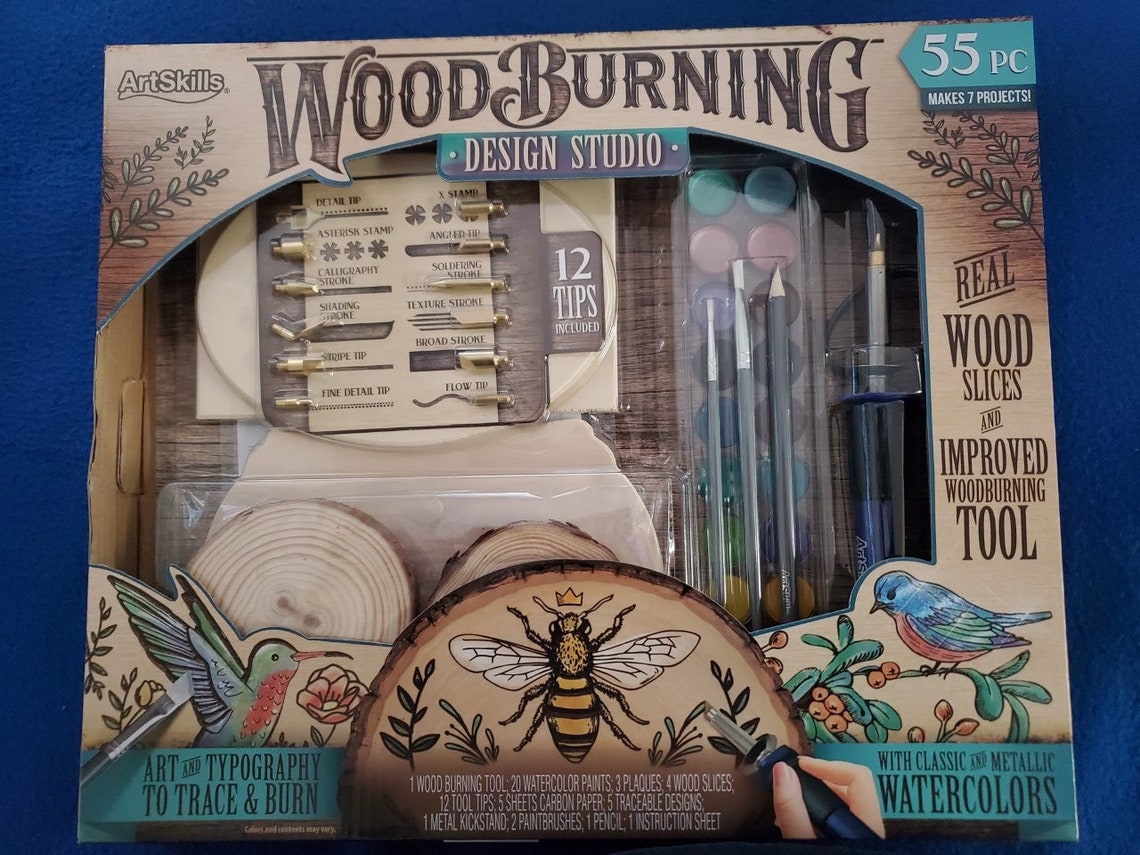 ArtSkills®
WOOD BURNING
DESIGN STUDIO
55 PC
MAKES 7 PROJECTS!
DETAIL TIP
X STAMP
ASTERISK STAMP
ANGLED TIP
CALLIGRAPHY
STROKE
SOLDERING
STROKE
SHADING
STROKE
TEXTURE STROKE
STRIPE TIP
BROAD STROKE
FINE DETAIL TIP
FLOW TIP
12
TIPS
INCLUDED
REAL
WOOD
SLICES
AND
IMPROVED
WOODBURNING
TOOL
ART AND TYPOGRAPHY
TO TRACE & BURN
Colors and contents may vary.
1 WOOD BURNING TOOL; 20 WATERCOLOR PAINTS; 3 PLAQUES; 4 WOOD SLICES;
12 TOOL TIPS; 5 SHEETS CARBON PAPER; 5 TRACEABLE DESIGNS;
1 METAL KICKSTAND; 2 PAINTBRUSHES; 1 PENCIL; 1 INSTRUCTION SHEET
WITH CLASSIC AND METALLIC
WATERCOLORS